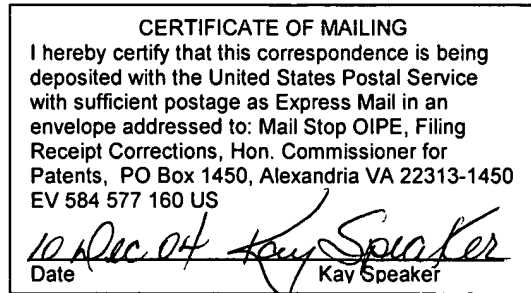 CERTIFICATE OF MAILING
I hereby certify that this correspondence is being
deposited with the United States Postal Service
with sufficient postage as Express Mail in an
envelope addressed to: Mail Stop OIPE, Filing
Receipt Corrections, Hon. Commissioner for
Patents, PO Box 1450, Alexandria VA 22313-1450
EV 584 577 160 US
10 Dec 04 Kay Speaker
Date Kay Speaker